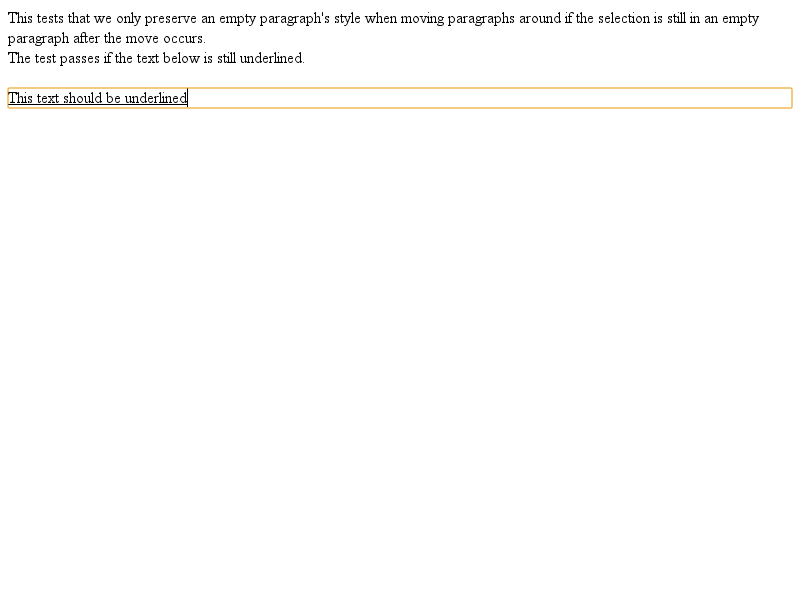 This tests that we only preserve an empty paragraph's style when moving paragraphs around if the selection is still in an empty
paragraph after the move occurs.
The test passes if the text below is still underlined.
This text should be underlined